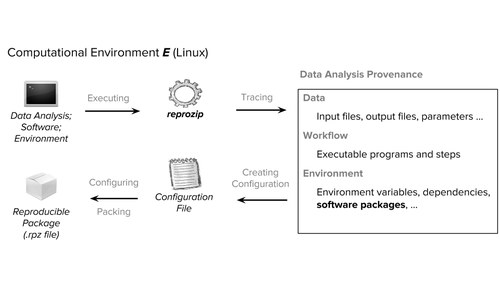 Computational Environment E (Linux)
Data Analysis Provenance
Data Analysis;
Software;
Environment
Executing
reprozip
Tracing
Data
Input files, output files, parameters ...
Workflow
Executable programs and steps
Environment
Environment variables, dependencies,
software packages, ...
Creating
Configuration
Configuration
File
Configuring
Packing
Reproducible
Package
(.rpz file)